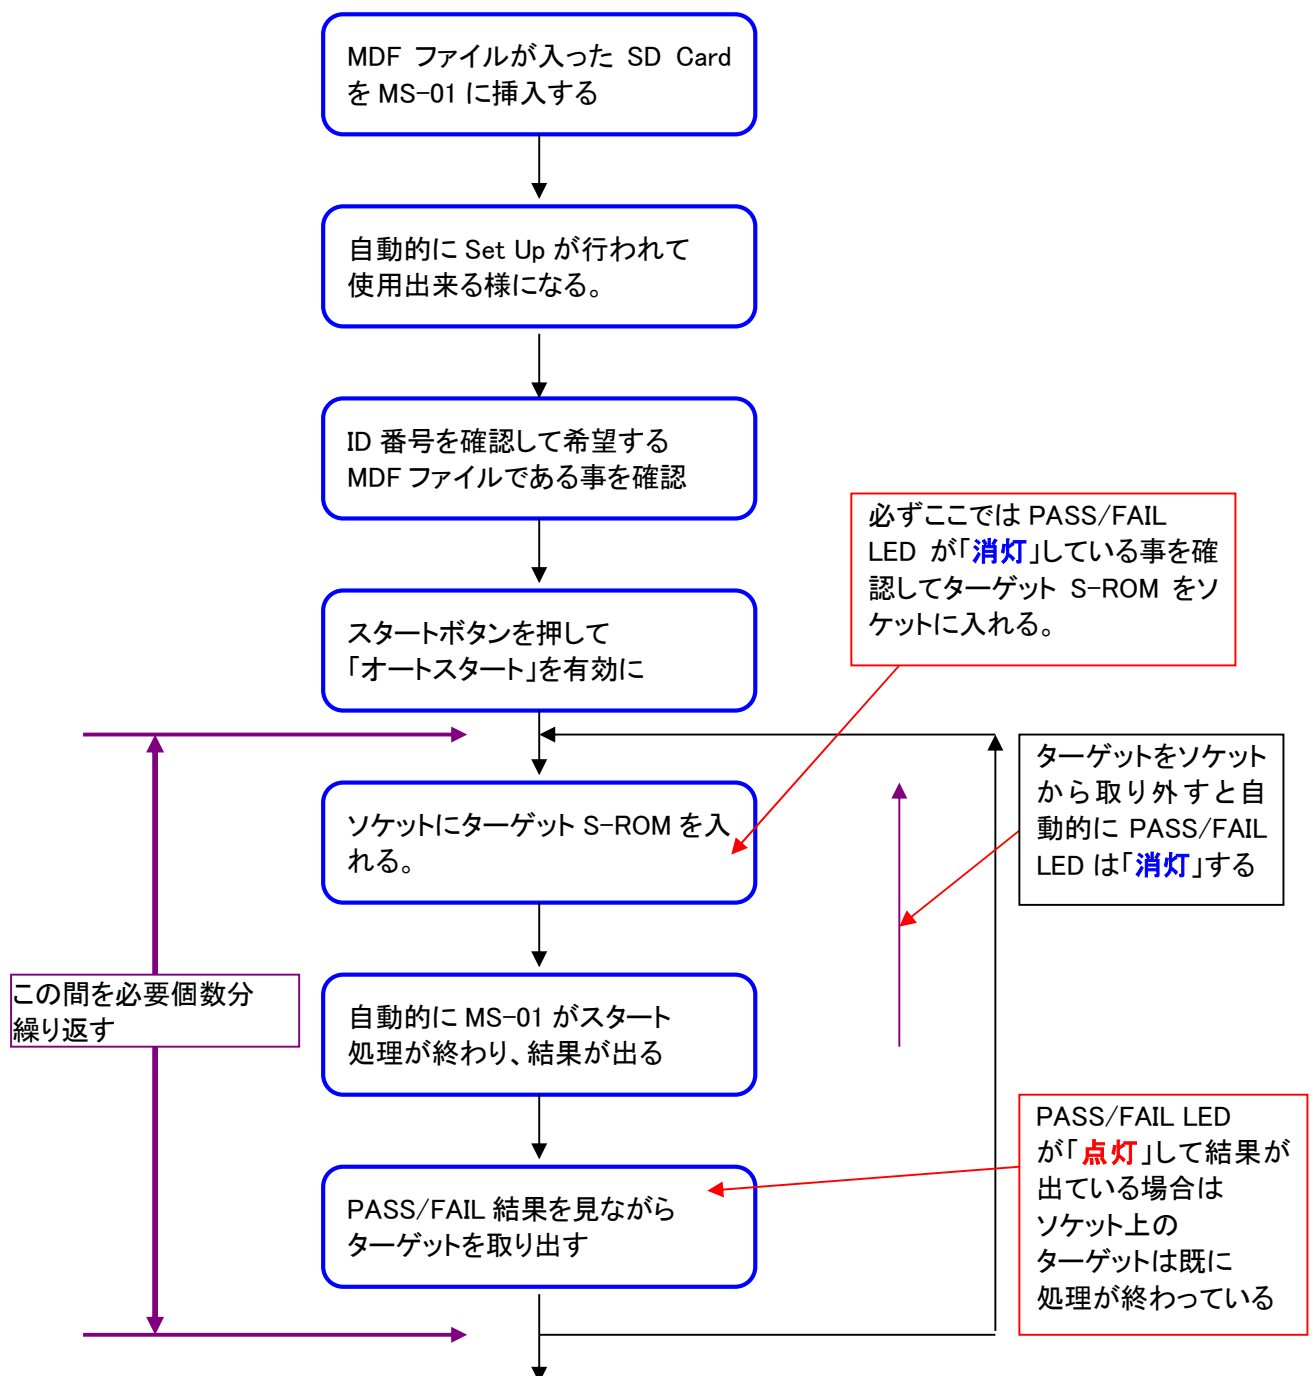 MDF ファイルが入った SD Card
を MS-01 に挿入する
自動的に Set Up が行われて
使用出来る様になる。
ID 番号を確認して希望する
MDF ファイルである事を確認
必ずここでは PASS/FAIL
LED が「消灯」している事を確
認してターゲット S-ROM をソ
ケットに入れる。
スタートボタンを押して
「オートスタート」を有効に
ターゲットをソケット
から取り外すと自
動的に PASS/FAIL
LED は「消灯」する
ソケットにターゲット S-ROM を入
れる。
この間を必要個数分
繰り返す
自動的に MS-01 がスタート
処理が終わり、結果が出る
PASS/FAIL LED
が「点灯」して結果が
出ている場合は
ソケット上の
ターゲットは既に
処理が終わっている
PASS/FAIL 結果を見ながら
ターゲットを取り出す